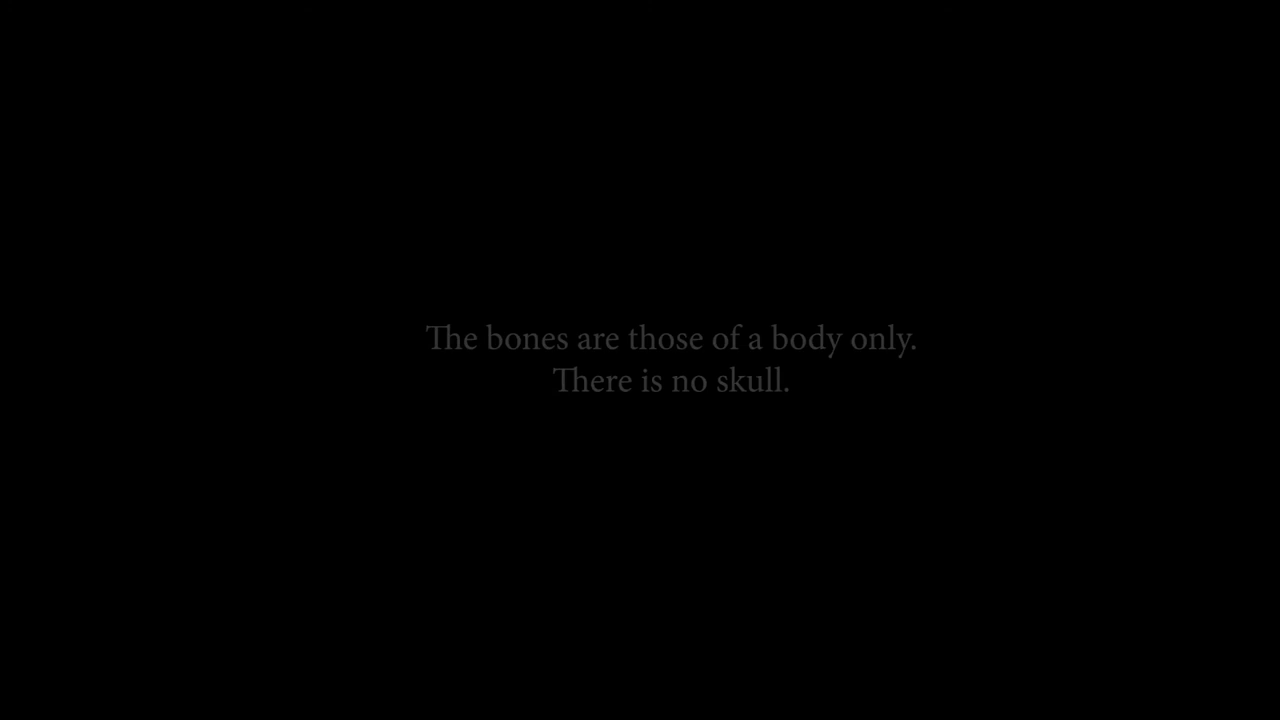 The bones are those of a body only.
There is no skull.